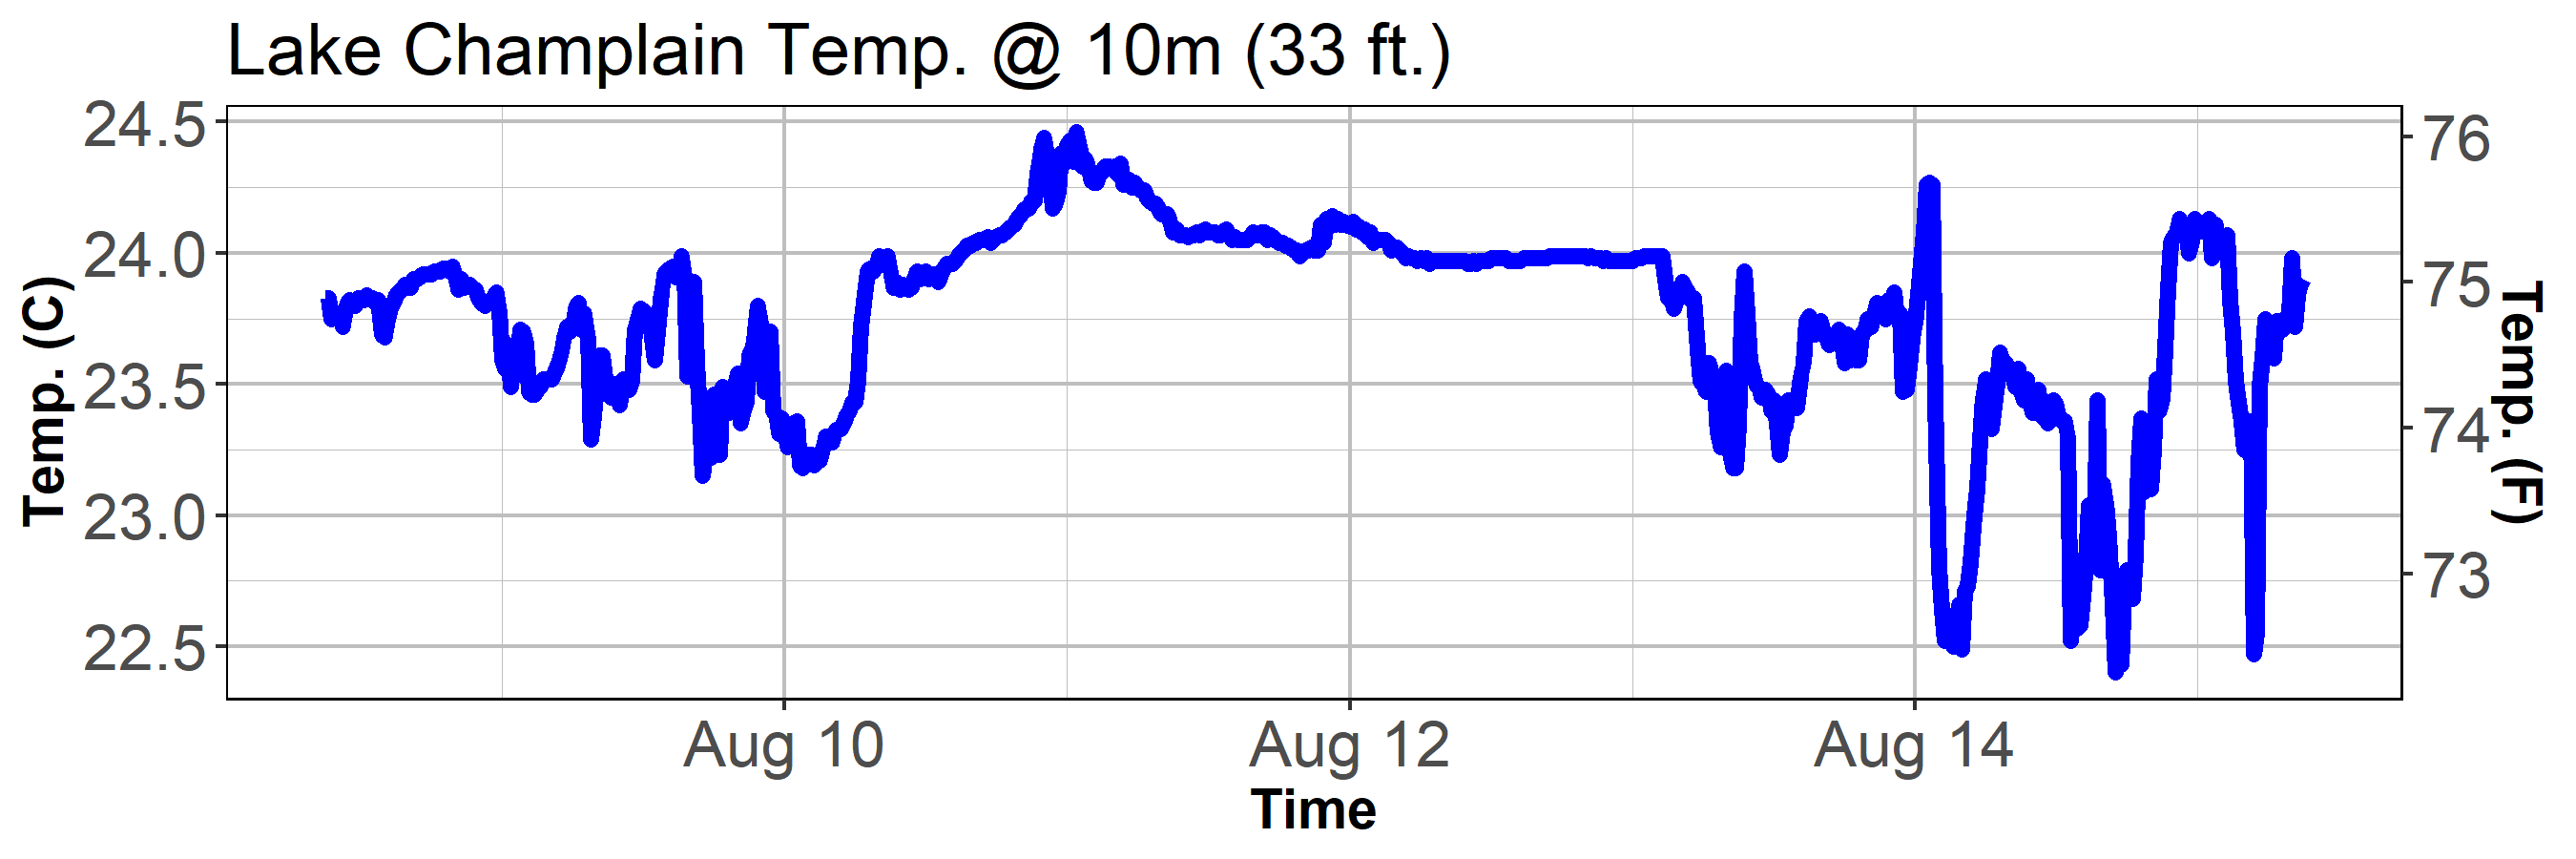 Lake Champlain Temp. @ 10m (33 ft.)
24.5
24.0
23.5
23.0
22.5
Temp. (C)
76
75
74
73
Temp. (F)
Aug 10
Aug 12
Aug 14
Time